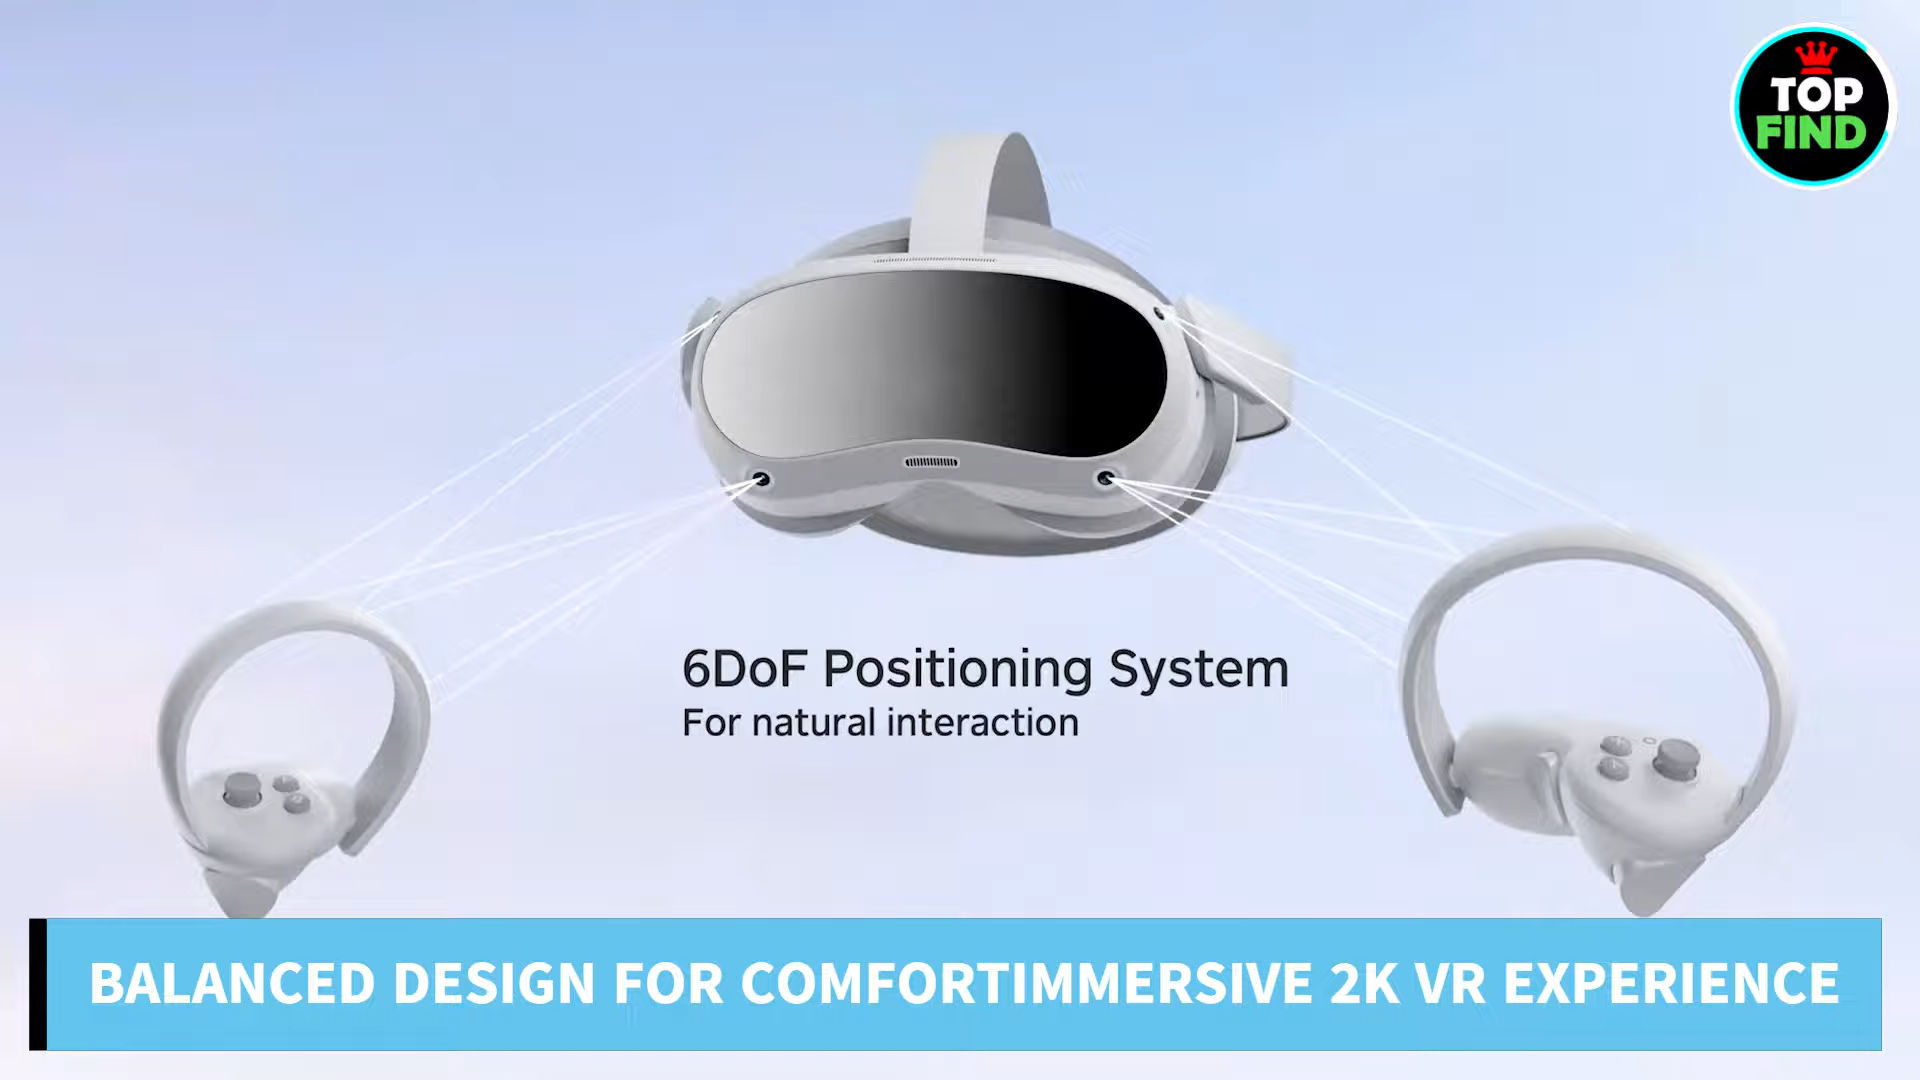 TOP
FIND
6DoF Positioning System
For natural interaction
BALANCED DESIGN FOR COMFORTIMMERSIVE 2K VR EXPERIENCE